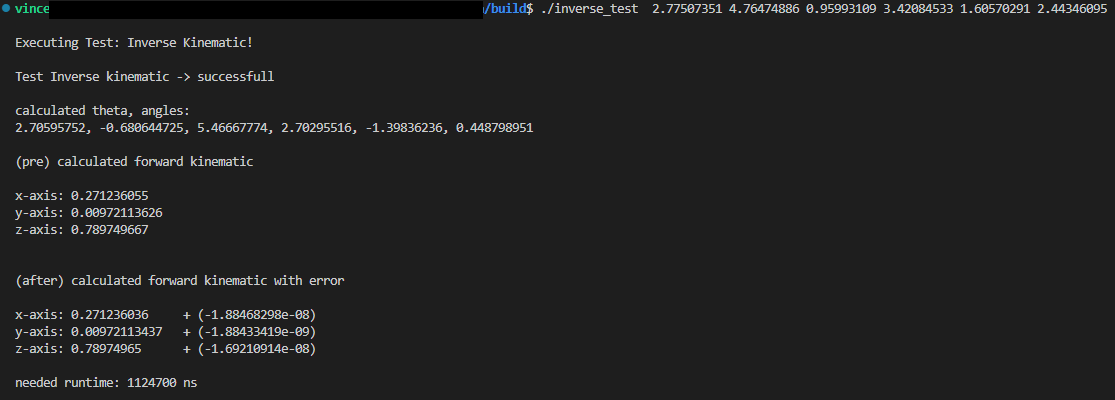 vince /build$ ./inverse_test  2.77507351 4.76474886 0.95993109 3.42084533 1.60570291 2.44346095
Executing Test: Inverse Kinematic!
Test Inverse kinematic -> successfull
calculated theta, angles:
2.70595752, -0.680644725, 5.46667774, 2.70295516, -1.39836236, 0.448798951
(pre) calculated forward kinematic
x-axis: 0.271236055
y-axis: 0.00972113626
z-axis: 0.789749667
(after) calculated forward kinematic with error
x-axis: 0.271236036     + (-1.88468298e-08)
y-axis: 0.00972113437   + (-1.88433419e-09)
z-axis: 0.78974965      + (-1.69210914e-08)
needed runtime: 1124700 ns